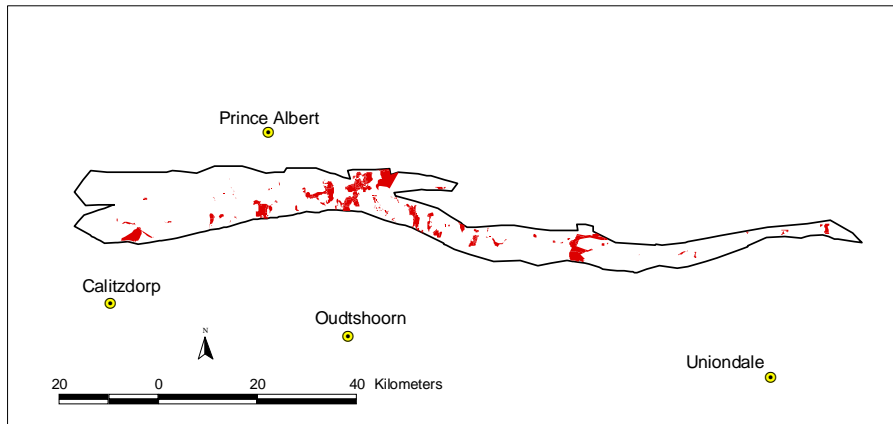 Prince Albert
Calitzdorp
Oudtshoorn
N
Uniondale
20 0 20 40 Kilometers